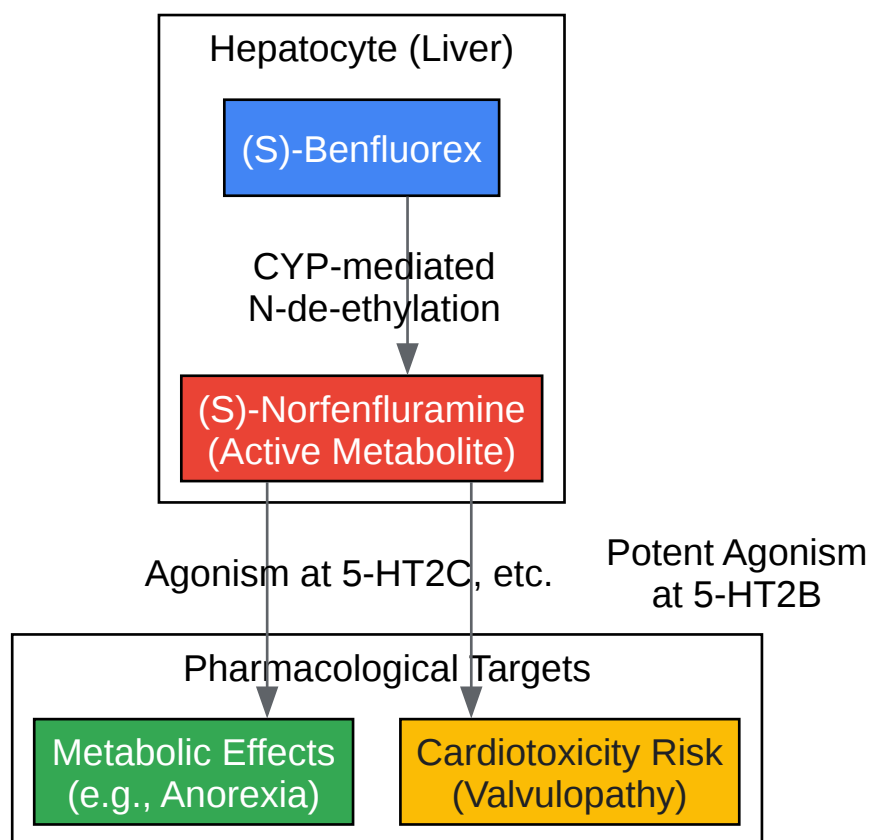 Hepatocyte (Liver)
(S)-Benfluorex
CYP-mediated
N-de-ethylation
(S)-Norfenfluramine
(Active Metabolite)
Agonism at 5-HT2C, etc.
Potent Agonism
at 5-HT2B
Pharmacological Targets
Metabolic Effects
(e.g., Anorexia)
Cardiotoxicity Risk
(Valvulopathy)